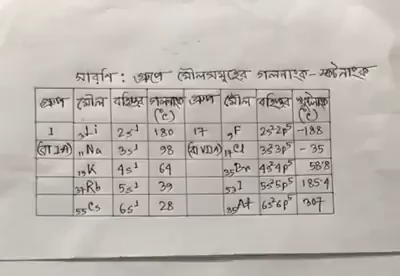 সারণি : গ্রুপে মৌলসমূহের গলনাংক-স্ফুটনাংক
গ্রুপ মৌল বহিস্তর গলনাংক (°C) গ্রুপ মৌল বহিস্তর স্ফুটনাংক (°C)
1 ₃Li 2s¹ 180 17 ₉F 2s²2p⁵ -188
(বা IA) ₁₁Na 3s¹ 98 (বা VIIA) ₁₇Cl 3s²3p⁵ -35
₁₉K 4s¹ 64 ₃₅Br 4s²4p⁵ 58.8
₃₇Rb 5s¹ 39 ₅₃I 5s²5p⁵ 185.4
₅₅Cs 6s¹ 28 ₈₅At 6s²6p⁵ 307